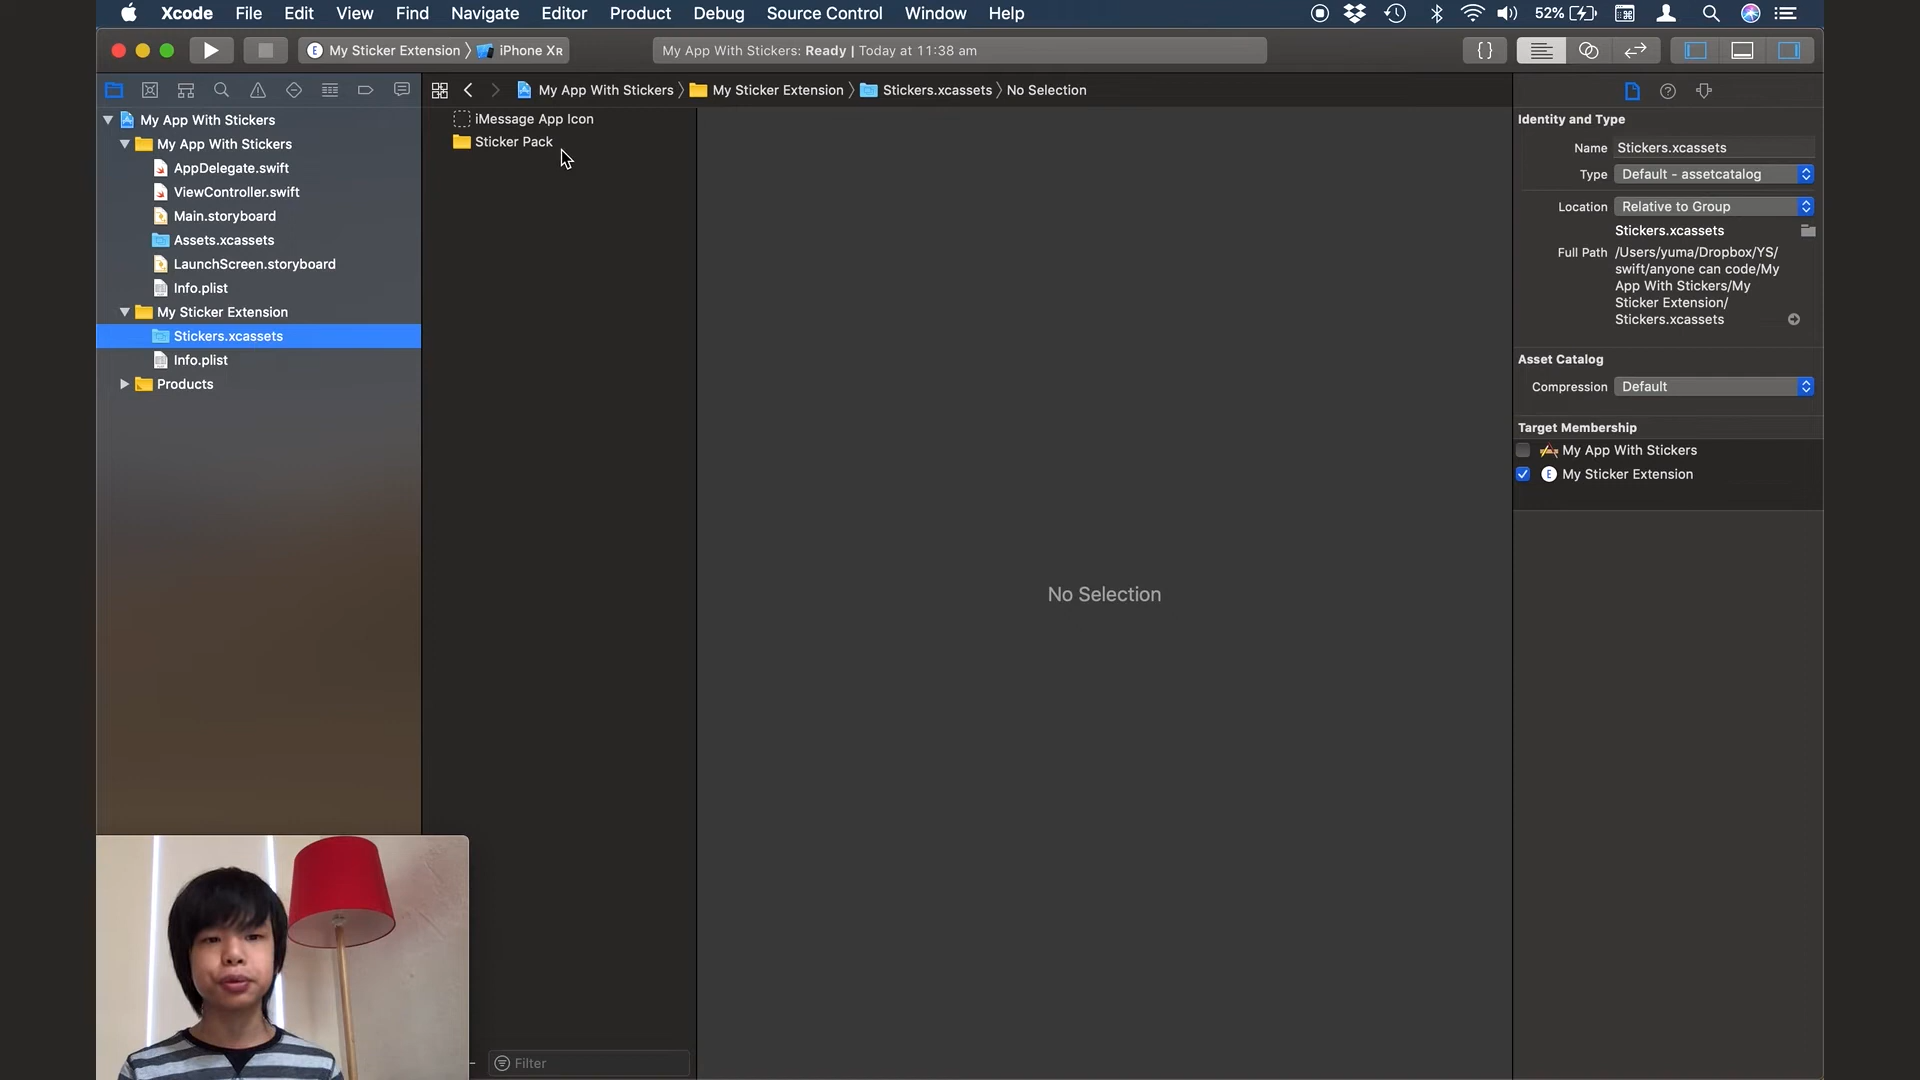 Xcode File Edit View Find Navigate Editor Product Debug Source Control Window Help 52%
My Sticker Extension iPhone XR My App With Stickers: Ready | Today at 11:38 am {}
My App With Stickers My Sticker Extension Stickers.xcassets No Selection
My App With Stickers
My App With Stickers
AppDelegate.swift
ViewController.swift
Main.storyboard
Assets.xcassets
LaunchScreen.storyboard
Info.plist
My Sticker Extension
Stickers.xcassets
Info.plist
Products
iMessage App Icon
Sticker Pack
No Selection
Filter
Identity and Type
Name Stickers.xcassets
Type Default - assetcatalog
Location Relative to Group
Stickers.xcassets
Full Path /Users/yuma/Dropbox/YS/
swift/anyone can code/My
App With Stickers/My
Sticker Extension/
Stickers.xcassets
Asset Catalog
Compression Default
Target Membership
My App With Stickers
E My Sticker Extension